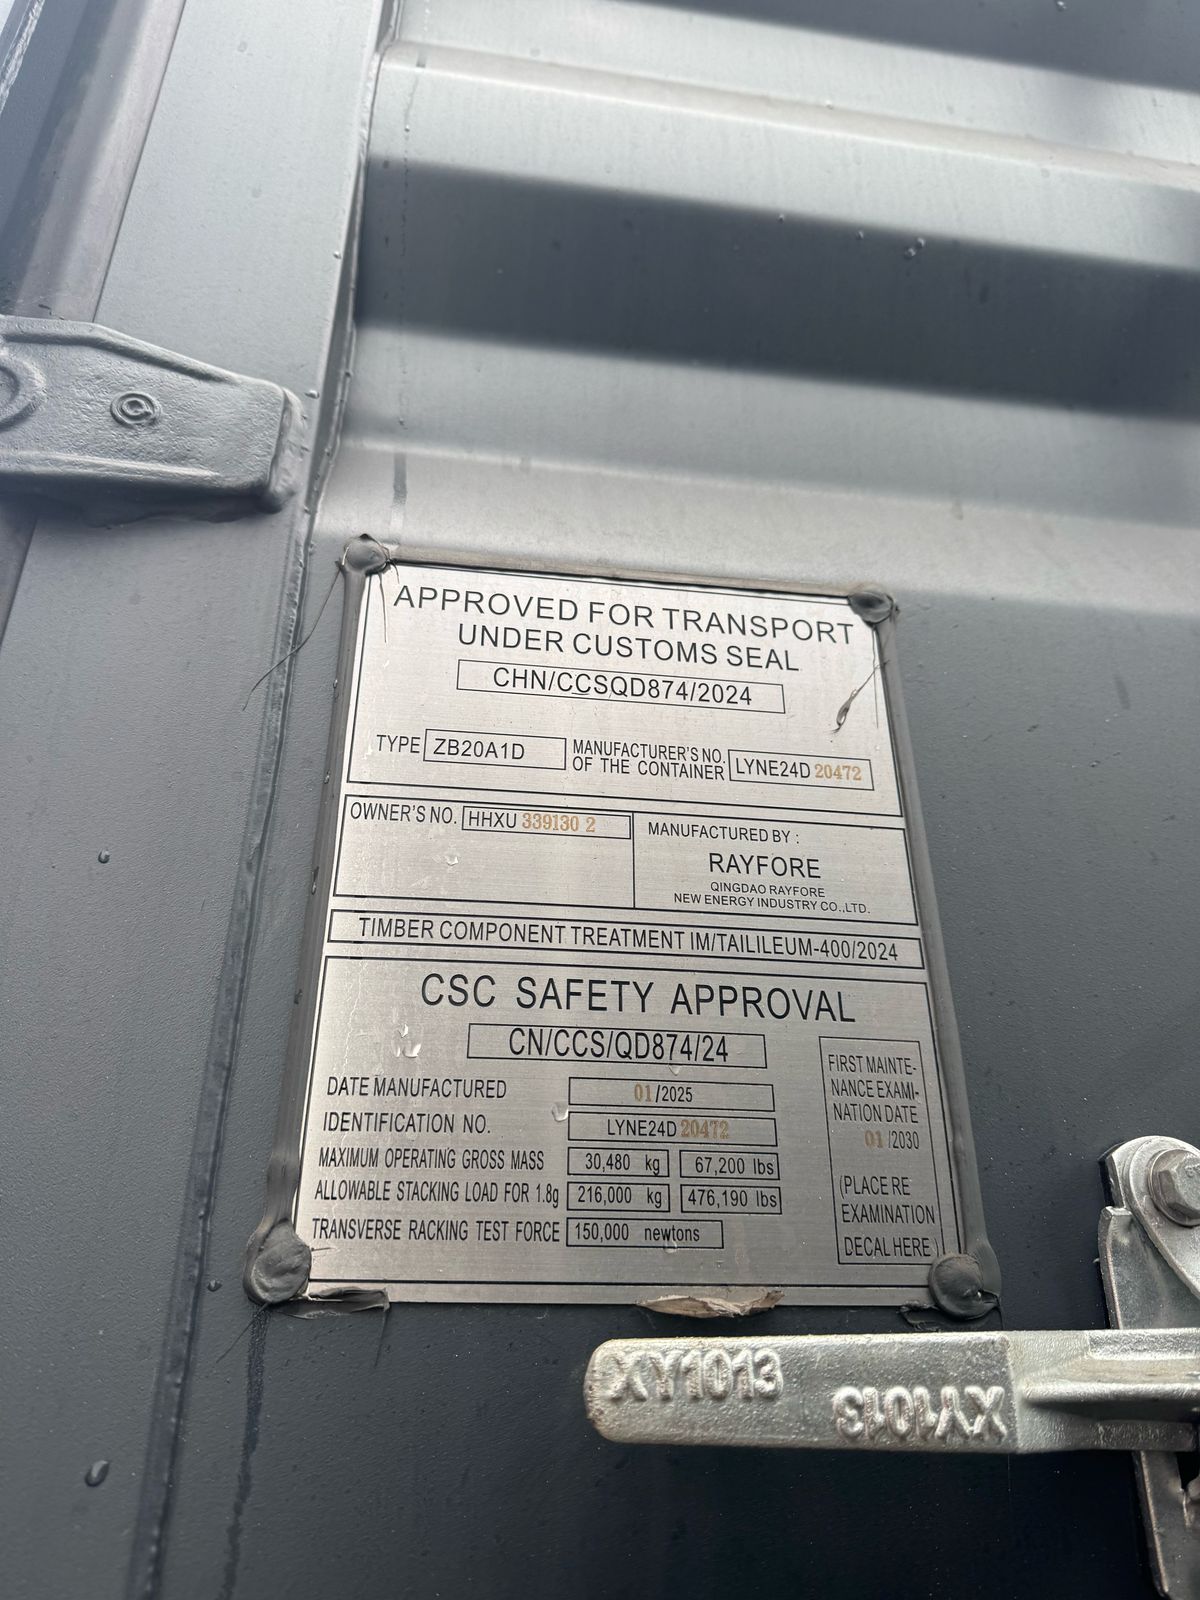 APPROVED FOR TRANSPORT
UNDER CUSTOMS SEAL
CHN/CCSQD874/2024
TYPE ZB20A1D
MANUFACTURER'S NO.
OF THE CONTAINER
LYNE24D 20472
OWNER'S NO. HHXU 339130 2
MANUFACTURED BY :
RAYFORE
QINGDAO RAYFORE
NEW ENERGY INDUSTRY CO.,LTD.
TIMBER COMPONENT TREATMENT IM/TAILILEUM-400/2024
CSC SAFETY APPROVAL
CN/CCS/QD874/24
DATE MANUFACTURED 01/2025
IDENTIFICATION NO. LYNE24D 20472
MAXIMUM OPERATING GROSS MASS 30,480 kg 67,200 lbs
ALLOWABLE STACKING LOAD FOR 1.8g 216,000 kg 476,190 lbs
TRANSVERSE RACKING TEST FORCE 150,000 newtons
FIRST MAINTE-
NANCE EXAMI-
NATION DATE
01 /2030
(PLACE RE
EXAMINATION
DECAL HERE )
XY1013
XY1013